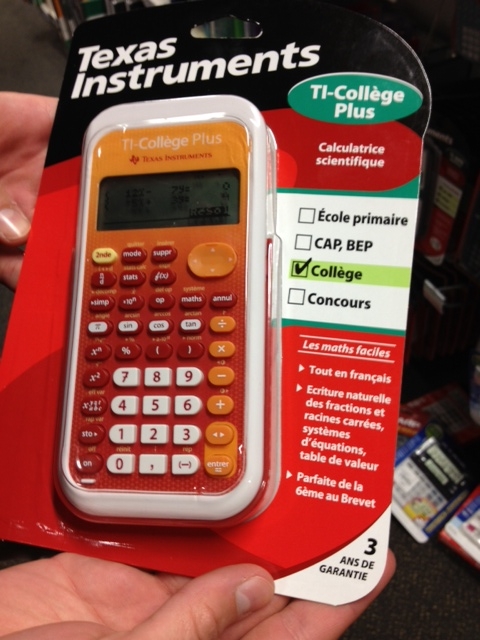 Texas
Instruments
TI-Collège
Plus
Calculatrice
scientifique
École primaire
CAP, BEP
Collège
Concours
Les maths faciles
Tout en français
Ecriture naturelle
des fractions et
racines carrées,
systèmes
d'équations,
table de valeur
Parfaite de la
6ème au Brevet
3
ANS DE
GARANTIE
TI-Collège Plus
TEXAS INSTRUMENTS
2nde mode suppr
n/d stats
simp op maths annul
π sin cos tan ÷
% ( ) ×
x² 7 8 9 −
4 5 6 +
sto▸ 1 2 3 ◂▸
on 0 , (−) entrer